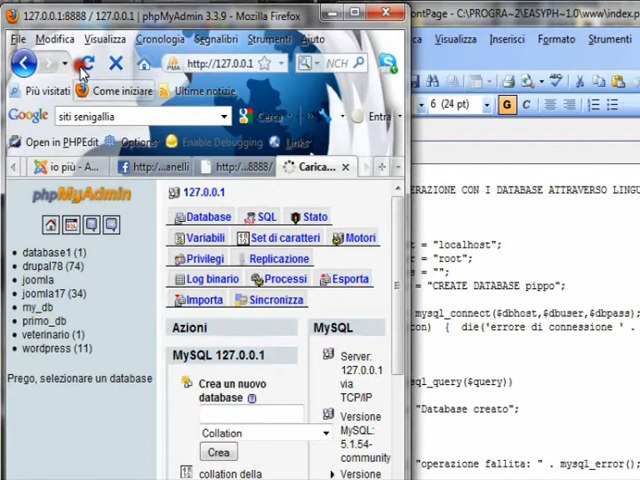 127.0.0.1:8888 / 127.0.0.1 | phpMyAdmin 3.3.9 - Mozilla Firefox
File Modifica Visualizza Cronologia Segnalibri Strumenti Aiuto
http://127.0.0.1 NCH
Più visitati Come iniziare Ultime notizie
Google siti senigallia Cerca Entra
Open in PHPEdit Options Enable Debugging Links
io più - A... http:...anelli http:...8888/ Carica...
phpMyAdmin
SQL
database1 (1)
drupal78 (74)
joomla
joomla17 (34)
my_db
primo_db
veterinario (1)
wordpress (11)
Prego, selezionare un database
127.0.0.1
Database SQL Stato
Variabili Set di caratteri Motori
Privilegi Replicazione
Log binario Processi Esporta
Importa Sincronizza
Azioni
MySQL 127.0.0.1
Crea un nuovo
database
Collation
Crea
collation della
MySQL
Server:
127.0.0.1
via
TCP/IP
Versione
MySQL:
5.1.54-
community
Versione
FrontPage - C:\PROGRA~2\EASYPH~1.0\www\index.p
Visualizza Inserisci Formato Strumenti
6 (24 pt) G C
ERAZIONE CON I DATABASE ATTRAVERSO LINGU
t = "localhost";
r = "root";
s = "";
= "CREATE DATABASE pippo";
mysql_connect($dbhost,$dbuser,$dbpass);
zon) { die('errore di connessione ' .
sql_query($query))
"Database creato";
"operazione fallita: " . mysql_error();